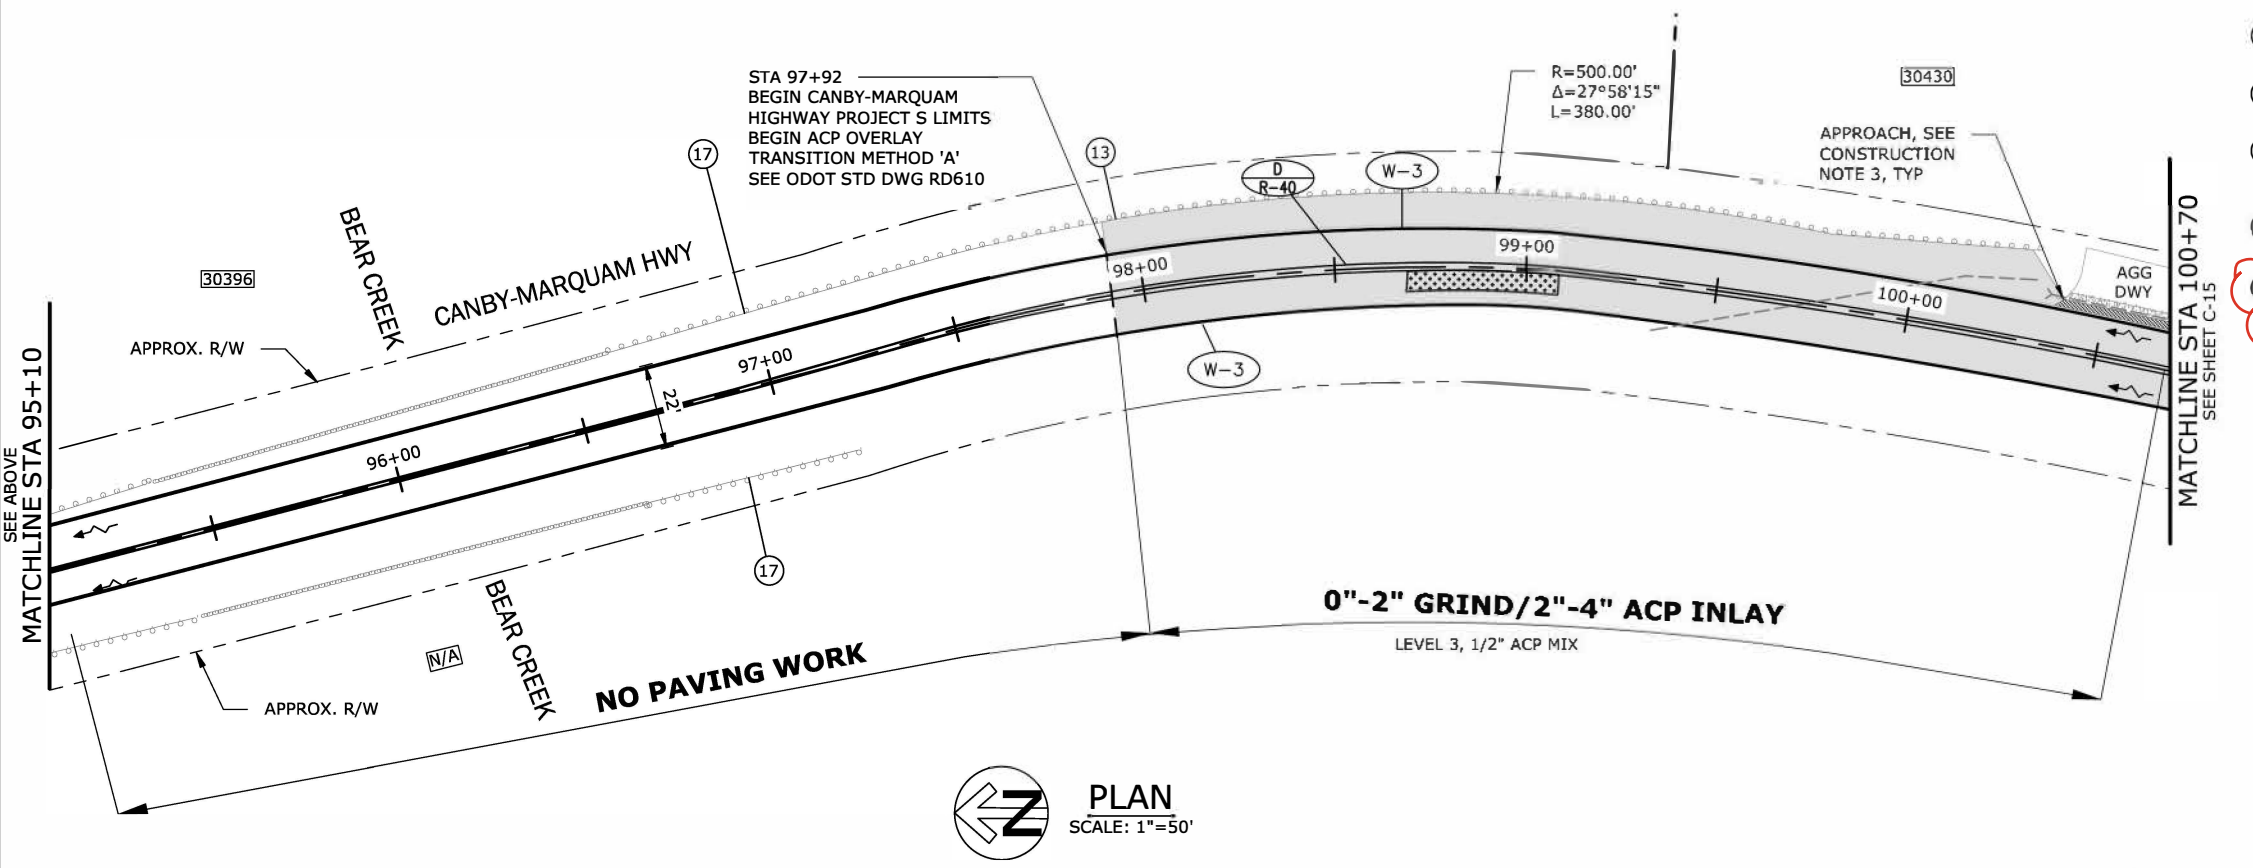 STA 97+92
BEGIN CANBY-MARQUAM
HIGHWAY PROJECT S LIMITS
BEGIN ACP OVERLAY
TRANSITION METHOD 'A'
SEE ODOT STD DWG RD610
R=500.00'
Δ=27°58'15"
L=380.00'
30430
APPROACH, SEE
CONSTRUCTION
NOTE 3, TYP
17
13
D
R-40
W-3
BEAR CREEK
CANBY-MARQUAM HWY
30396
APPROX. R/W
SEE ABOVE
MATCHLINE STA 95+10
96+00
22'
97+00
98+00
99+00
100+00
AGG
DWY
MATCHLINE STA 100+70
SEE SHEET C-15
W-3
17
BEAR CREEK
N/A
APPROX. R/W
NO PAVING WORK
0"-2" GRIND/2"-4" ACP INLAY
LEVEL 3, 1/2" ACP MIX
N
PLAN
SCALE: 1"=50'